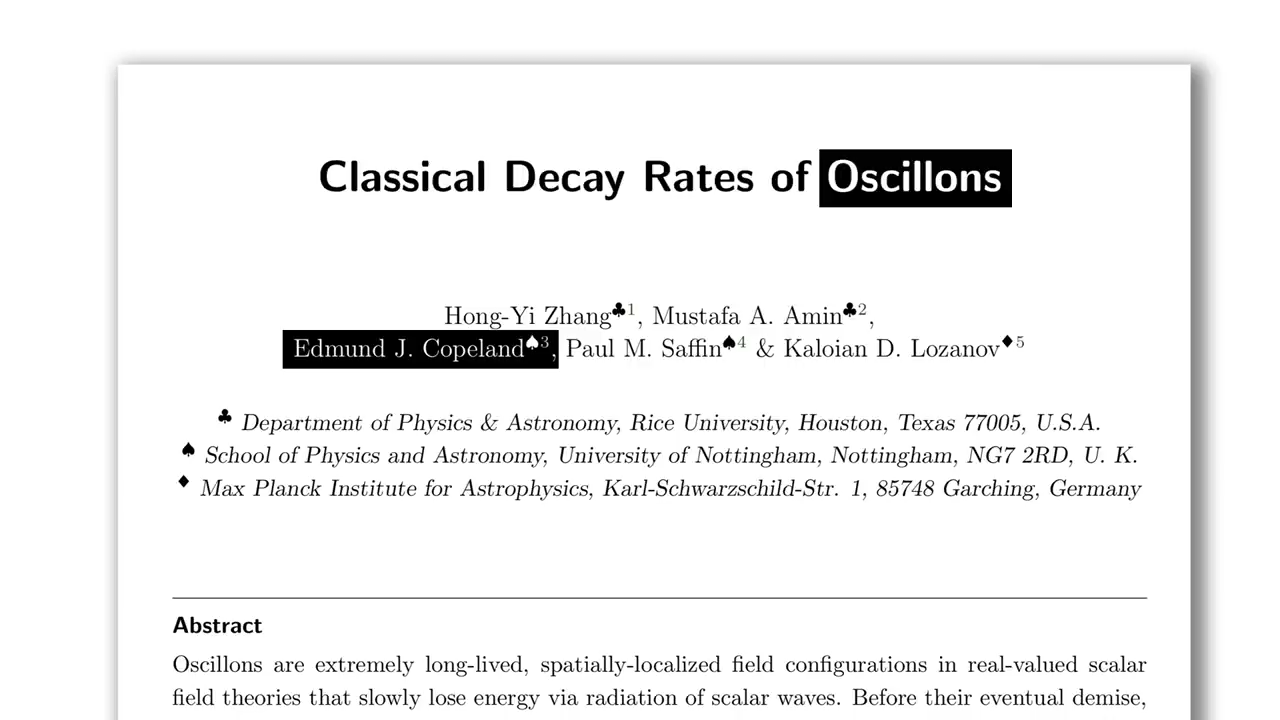 Classical Decay Rates of Oscillons
Hong-Yi Zhang♣1, Mustafa A. Amin♣2,
Edmund J. Copeland♠3, Paul M. Saffin♠4 & Kaloian D. Lozanov♦5
♣ Department of Physics & Astronomy, Rice University, Houston, Texas 77005, U.S.A.
♠ School of Physics and Astronomy, University of Nottingham, Nottingham, NG7 2RD, U. K.
♦ Max Planck Institute for Astrophysics, Karl-Schwarzschild-Str. 1, 85748 Garching, Germany
Abstract
Oscillons are extremely long-lived, spatially-localized field configurations in real-valued scalar
field theories that slowly lose energy via radiation of scalar waves. Before their eventual demise,